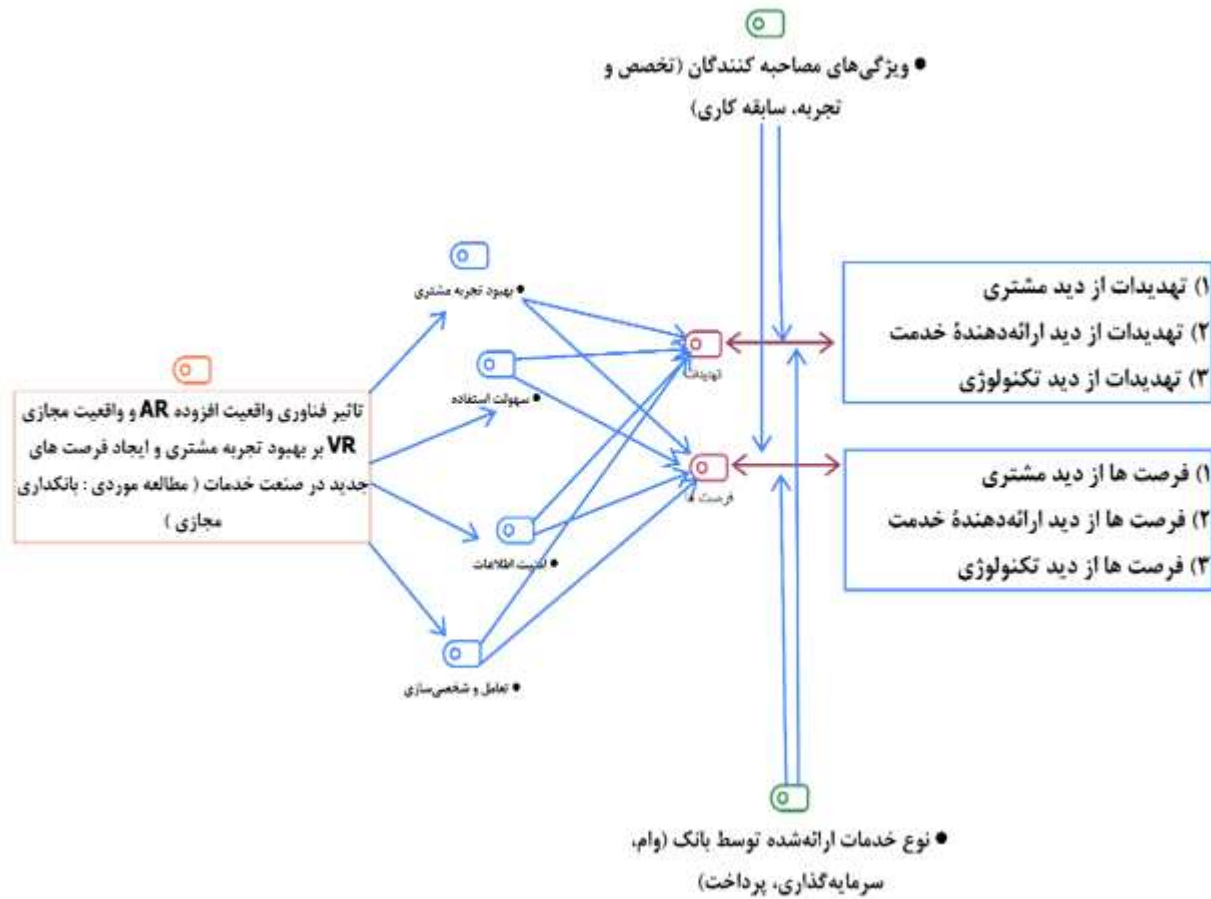 ● ویژگی‌های مصاحبه کنندگان (تخصص و
تجربه، سابقه کاری)
● بهبود تجربه مشتری
● سهولت استفاده
● امنیت اطلاعات
● تعامل و شخصی‌سازی
تاثیر فناوری واقعیت افزوده AR و واقعیت مجازی
VR بر بهبود تجربه مشتری و ایجاد فرصت های
جدید در صنعت خدمات ( مطالعه موردی : بانکداری
مجازی )
تهدیدات
فرصت ها
۱) تهدیدات از دید مشتری
۲) تهدیدات از دید ارائه‌دهندهٔ خدمت
۳) تهدیدات از دید تکنولوژی
۱) فرصت ها از دید مشتری
۲) فرصت ها از دید ارائه‌دهندهٔ خدمت
۳) فرصت ها از دید تکنولوژی
● نوع خدمات ارائه‌شده توسط بانک (وام،
سرمایه‌گذاری، پرداخت)